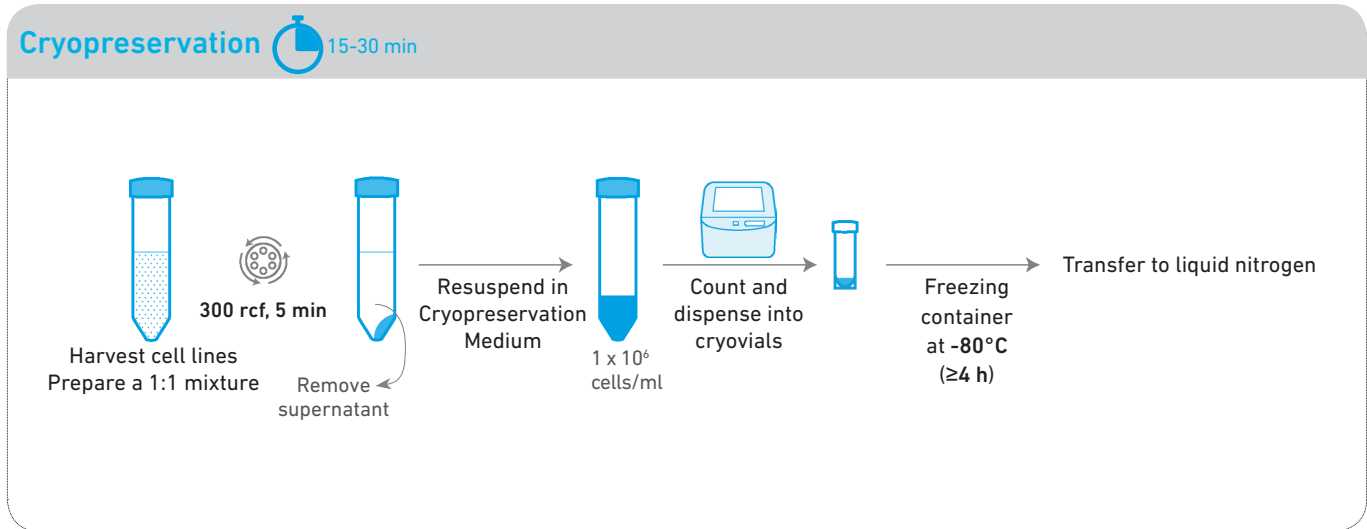 Cryopreservation
15-30 min
Harvest cell lines
Prepare a 1:1 mixture
300 rcf, 5 min
Remove
supernatant
Resuspend in
Cryopreservation
Medium
1 x 10⁶
cells/ml
Count and
dispense into
cryovials
Freezing
container
at -80°C
(≥4 h)
Transfer to liquid nitrogen